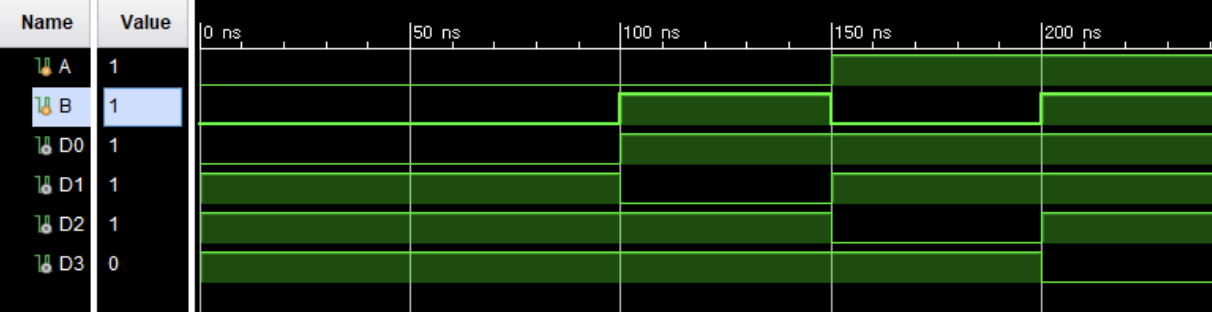 Name Value
0 ns 50 ns 100 ns 150 ns 200 ns
A 1
B 1
D0 1
D1 1
D2 1
D3 0